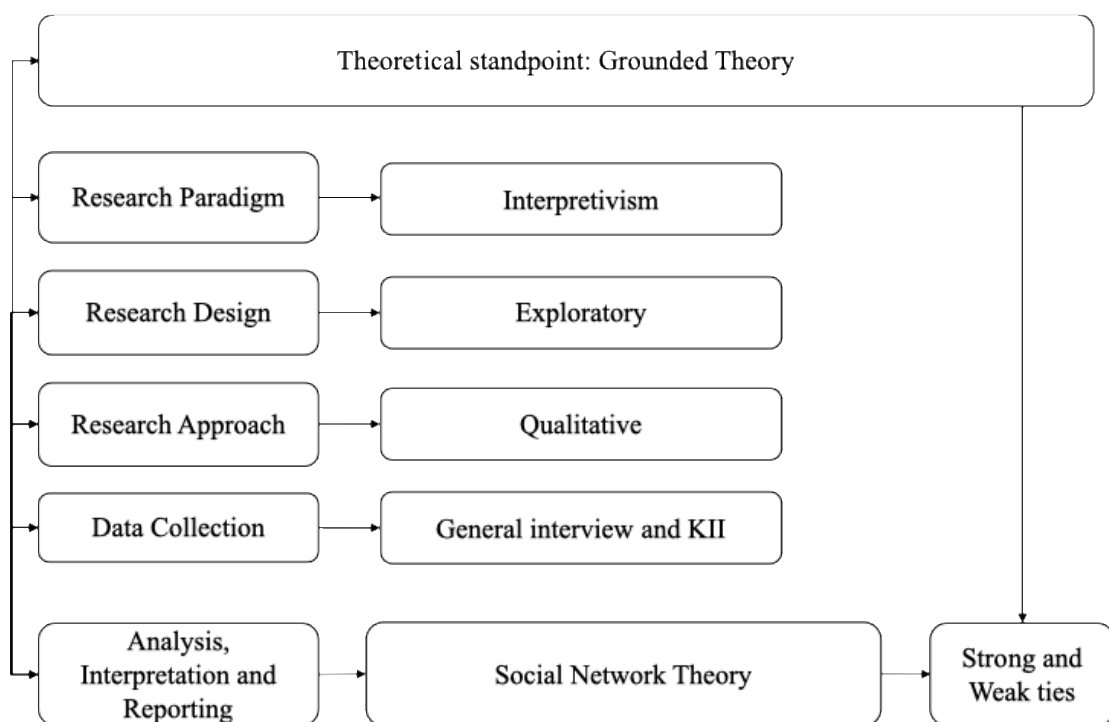 Theoretical standpoint: Grounded Theory
Research Paradigm
Interpretivism
Research Design
Exploratory
Research Approach
Qualitative
Data Collection
General interview and KII
Analysis,
Interpretation and
Reporting
Social Network Theory
Strong and
Weak ties